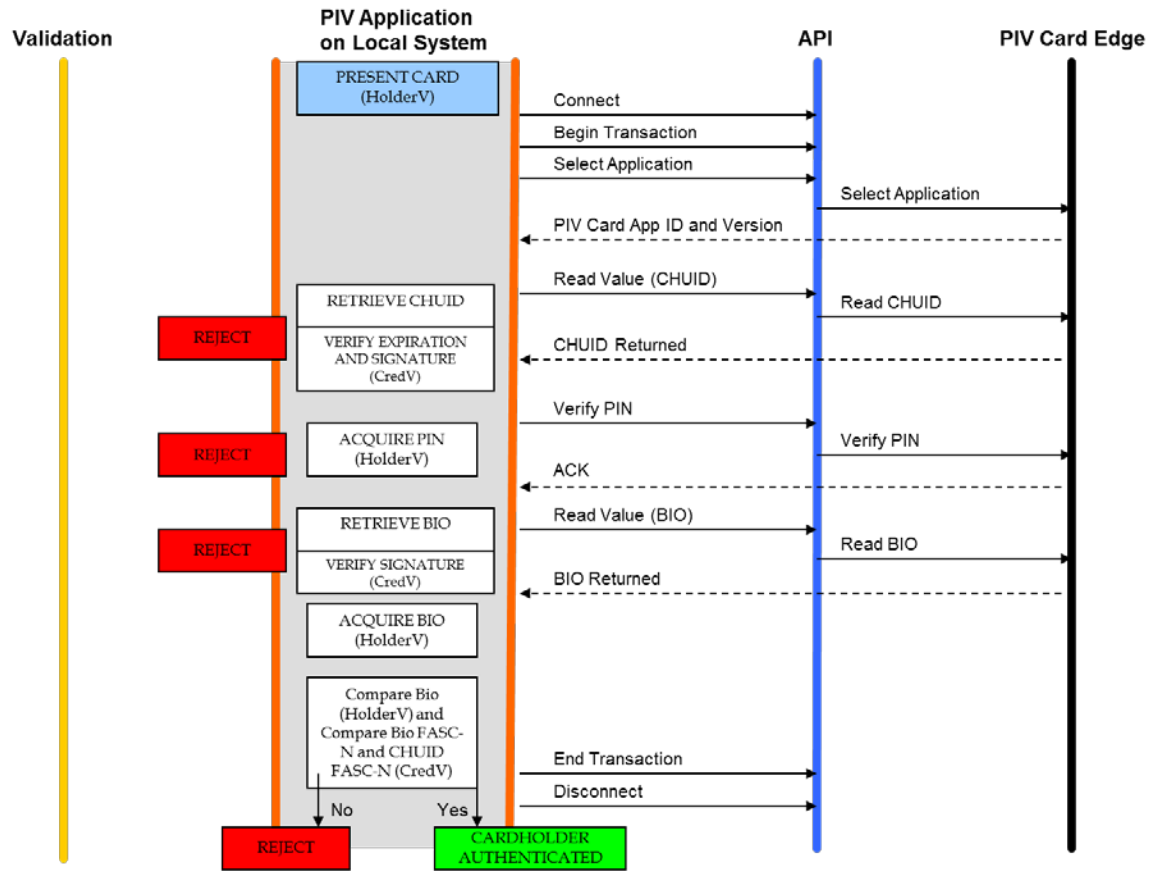 Validation
PIV Application
on Local System
API
PIV Card Edge
PRESENT CARD
(HolderV)
Connect
Begin Transaction
Select Application
Select Application
PIV Card App ID and Version
Read Value (CHUID)
RETRIEVE CHUID
Read CHUID
REJECT
VERIFY EXPIRATION
AND SIGNATURE
(CredV)
CHUID Returned
Verify PIN
ACQUIRE PIN
(HolderV)
Verify PIN
REJECT
ACK
Read Value (BIO)
RETRIEVE BIO
Read BIO
REJECT
VERIFY SIGNATURE
(CredV)
BIO Returned
ACQUIRE BIO
(HolderV)
Compare Bio
(HolderV) and
Compare Bio FASC-
N and CHUID
FASC-N (CredV)
End Transaction
Disconnect
No
Yes
REJECT
CARDHOLDER
AUTHENTICATED